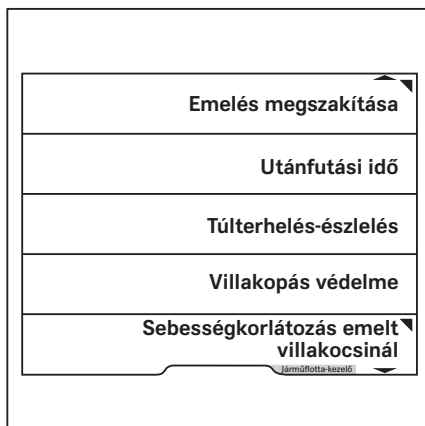 Emelés megszakítása
Utánfutási idő
Túlterhelés-észlelés
Villakopás védelme
Sebességkorlátozás emelt
villakocsinál
Járműflotta-kezelő